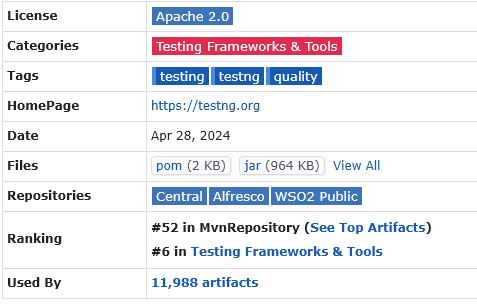 License Apache 2.0
Categories Testing Frameworks & Tools
Tags testing testng quality
HomePage https://testng.org
Date Apr 28, 2024
Files pom (2 KB) jar (964 KB) View All
Repositories Central Alfresco WSO2 Public
Ranking #52 in MvnRepository (See Top Artifacts)
#6 in Testing Frameworks & Tools
Used By 11,988 artifacts